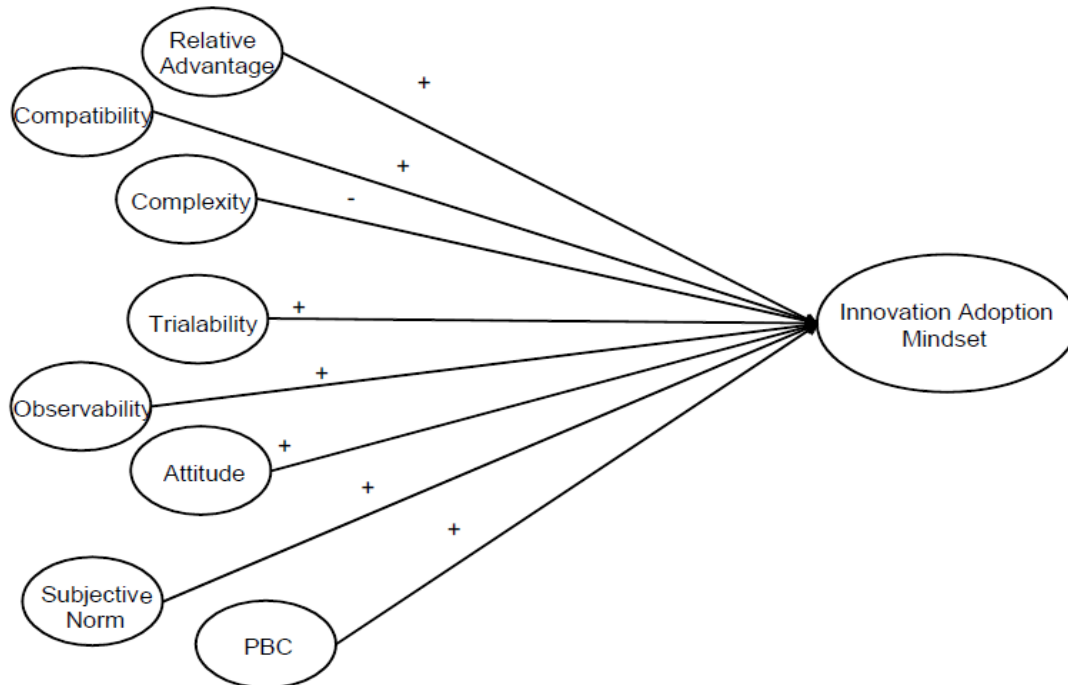 Relative
Advantage
+
Compatibility
+
Complexity
-
Trialability
+
Innovation Adoption
Mindset
Observability
+
Attitude
+
+
+
Subjective
Norm
PBC